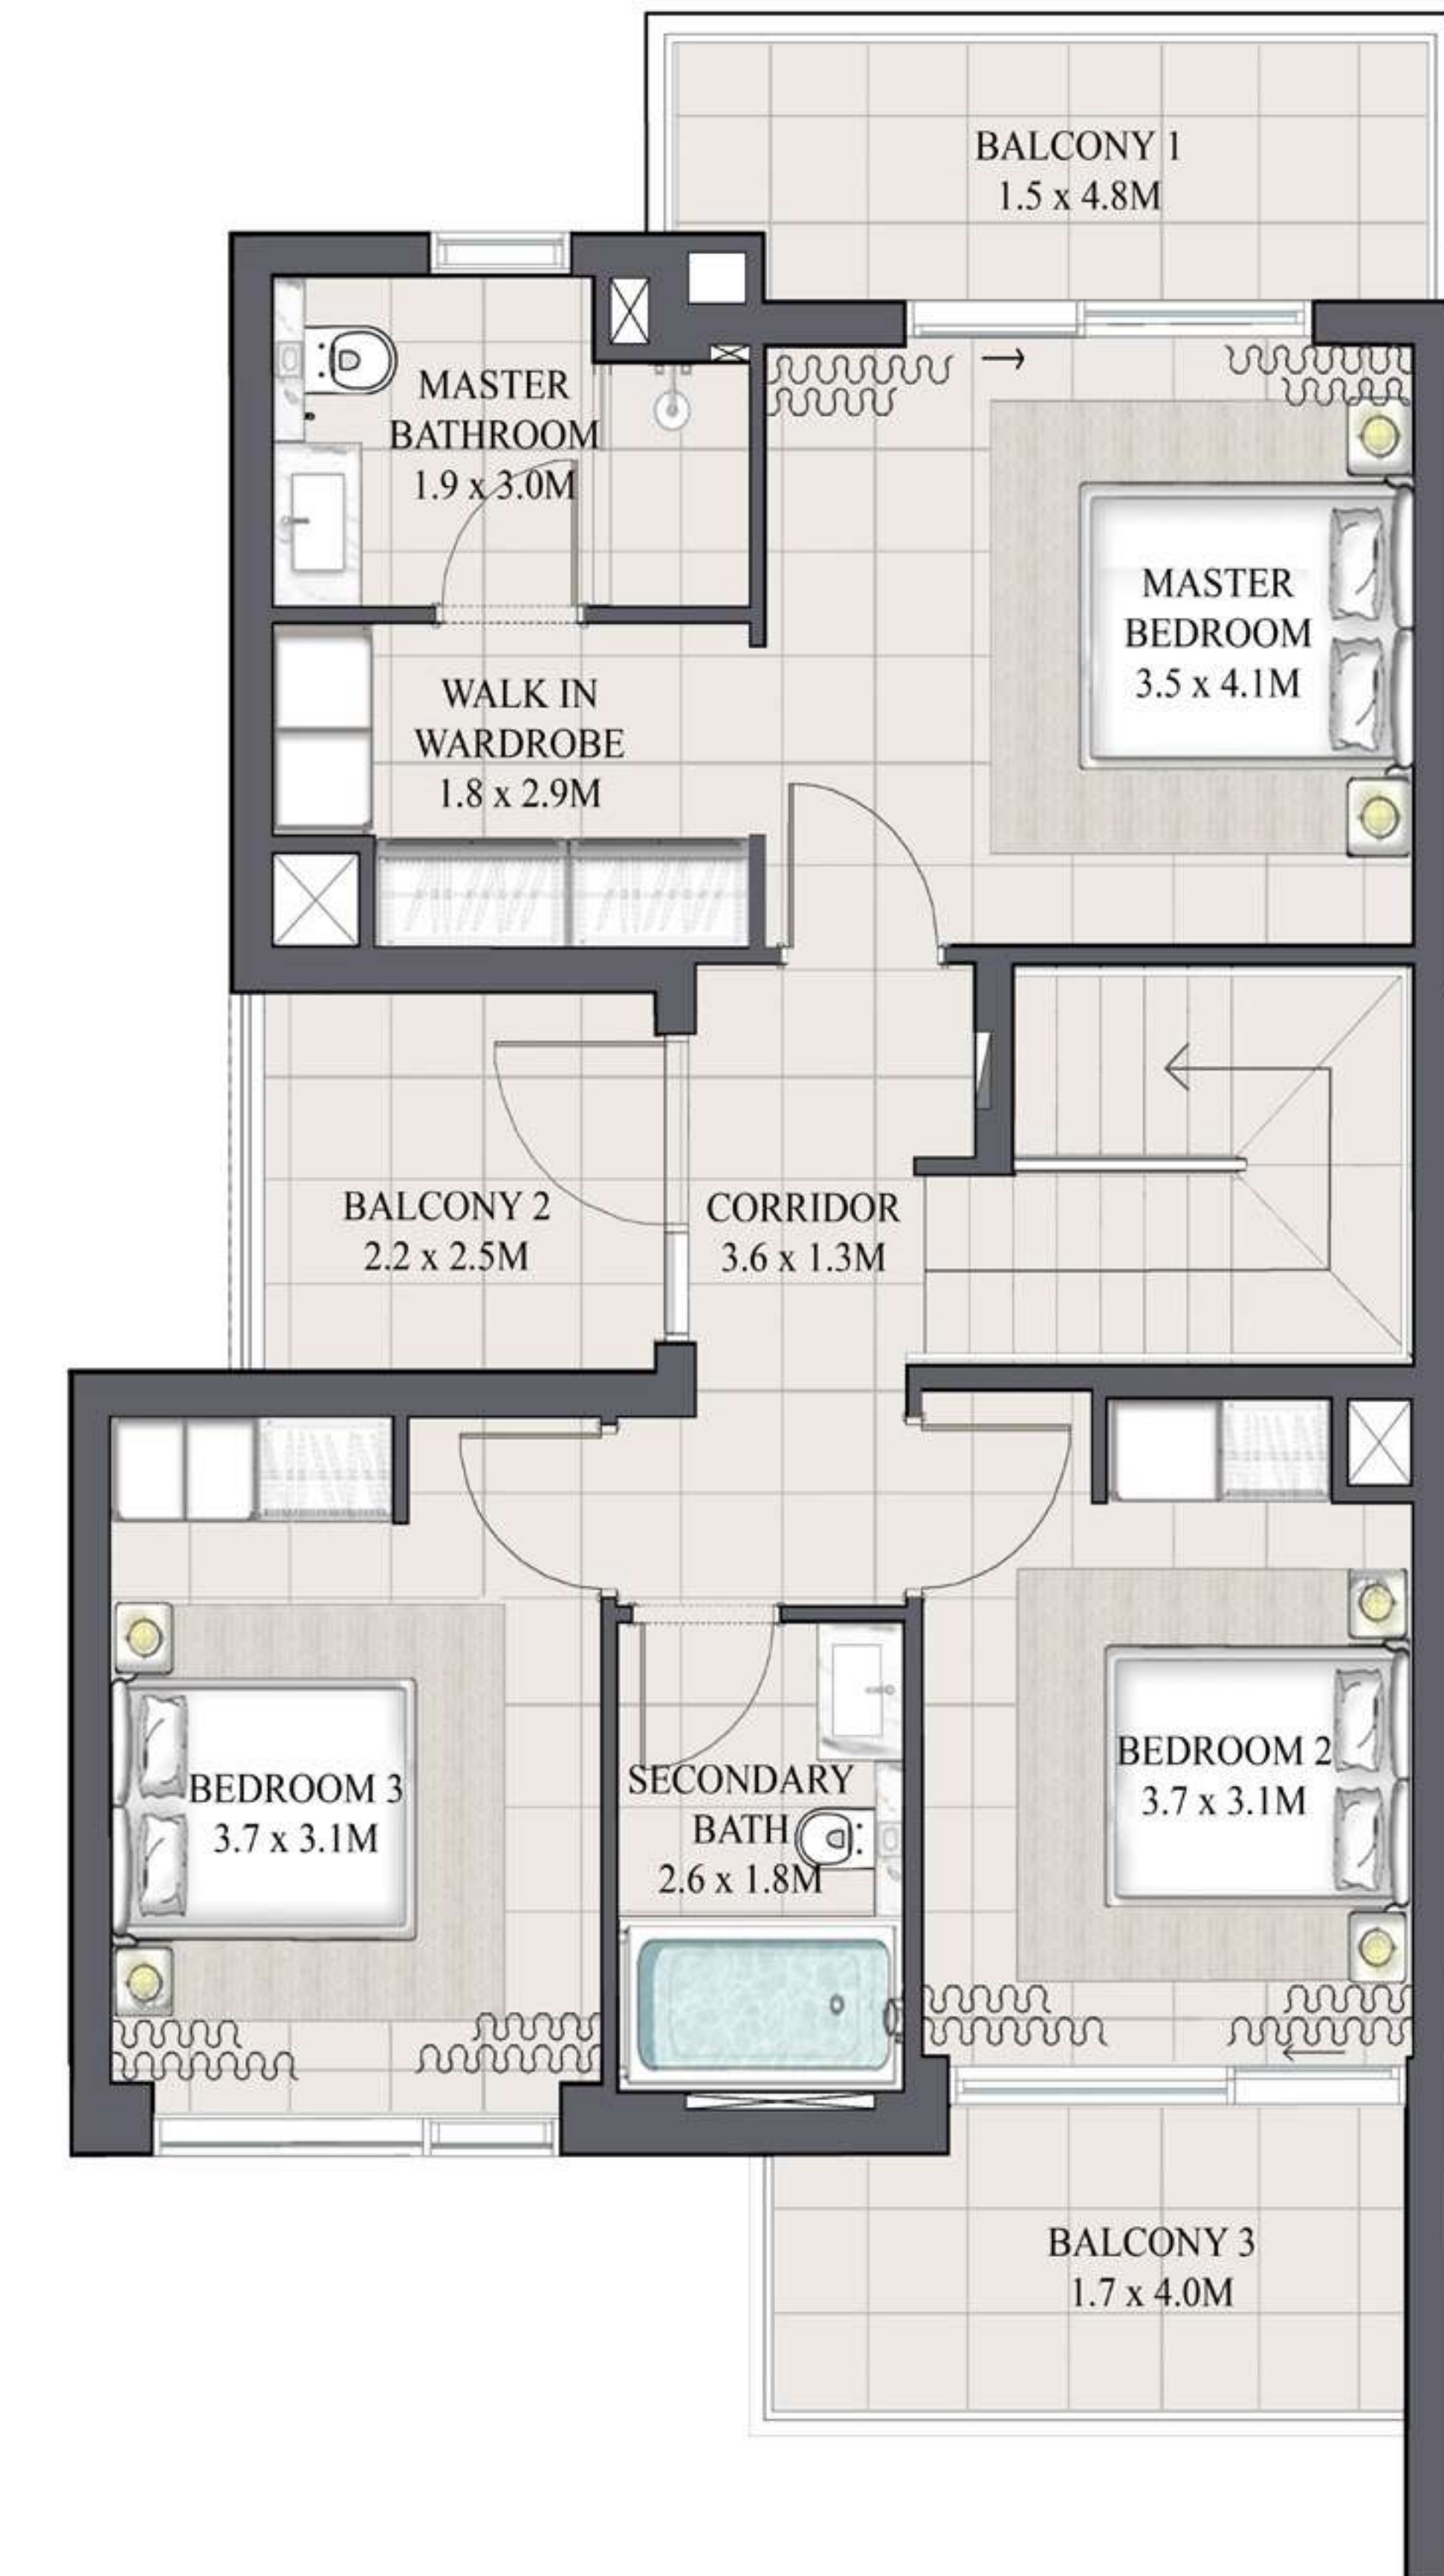 BALCONY 1
1.5 x 4.8M
MASTER
BATHROOM
1.9 x 3.0M
MASTER
BEDROOM
3.5 x 4.1M
WALK IN
WARDROBE
1.8 x 2.9M
BALCONY 2
2.2 x 2.5M
CORRIDOR
3.6 x 1.3M
BEDROOM 3
3.7 x 3.1M
SECONDARY
BATH
2.6 x 1.8M
BEDROOM 2
3.7 x 3.1M
BALCONY 3
1.7 x 4.0M